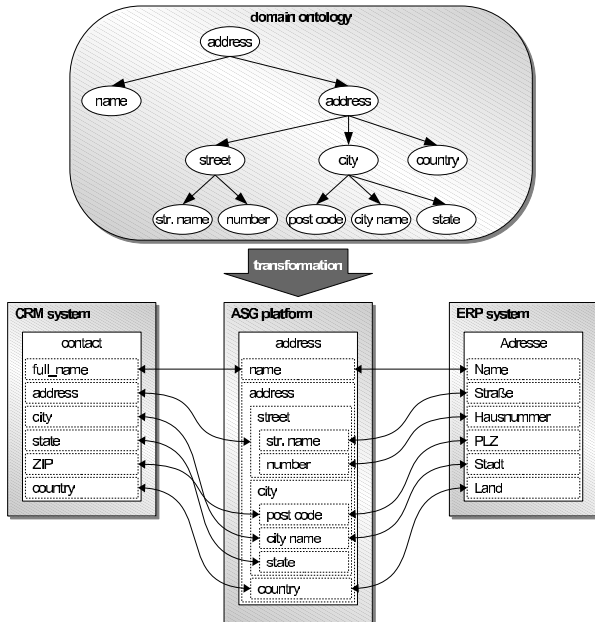 domain ontology
address
name
address
street
city
country
str. name
number
post code
city name
state
transformation
CRM system
contact
full_name
address
city
state
ZIP
country
ASG platform
address
name
address
street
str. name
number
city
post code
city name
state
country
ERP system
Adresse
Name
Straße
Hausnummer
PLZ
Stadt
Land